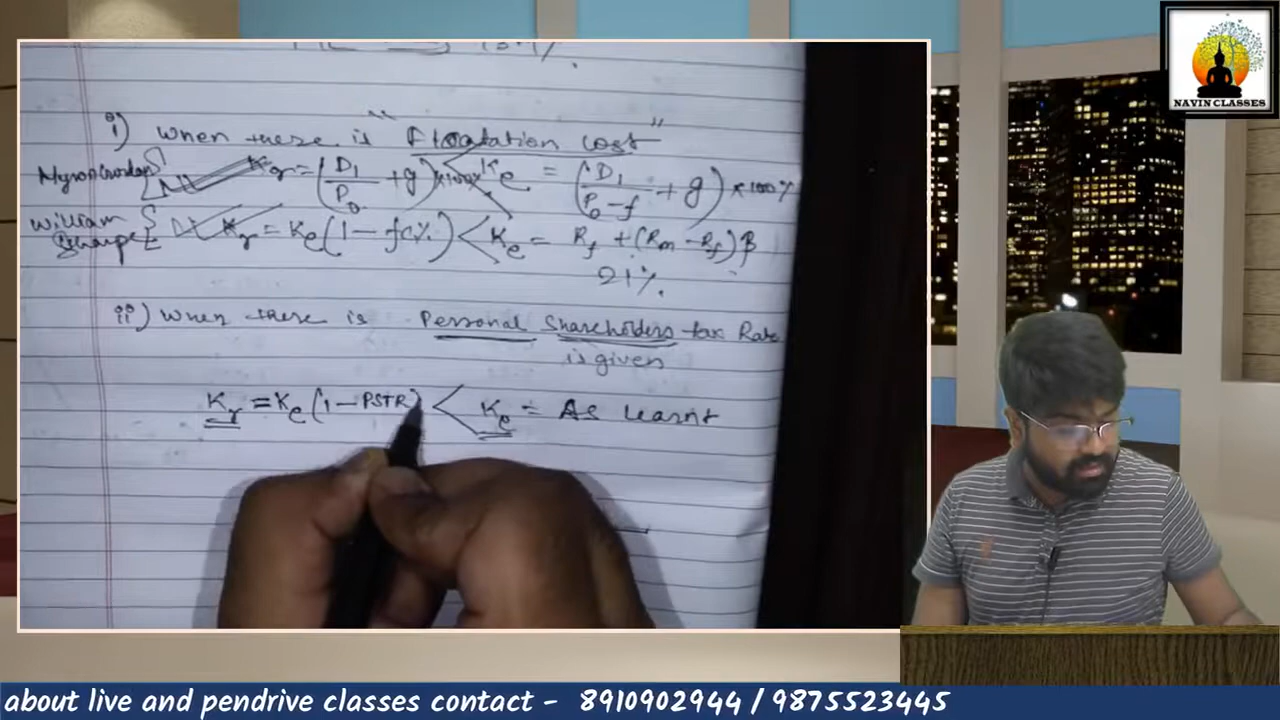 i) when there is "Floatation cost"
Myron Gordon Kr = (D1/P0 + g) x100% Ke = (D1/P0-f + g) x 100%
William Sharpe Kr = Ke (1 - fc%) Ke = Rf + (Rm - Rf) β
21%.
ii) when there is Personal Shareholders tax Rate
is given
Kr = Ke (1 - PSTR) Ke = As learnt
NAVIN CLASSES
about live and pendrive classes contact - 8910902944 / 9875523445